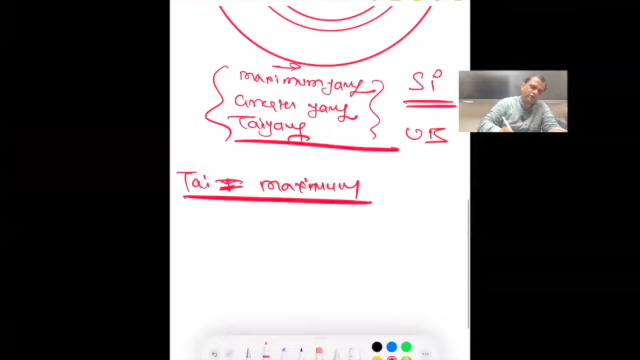 maximum yang SI
Greater yang
Taiyang UB
Tai = maximum